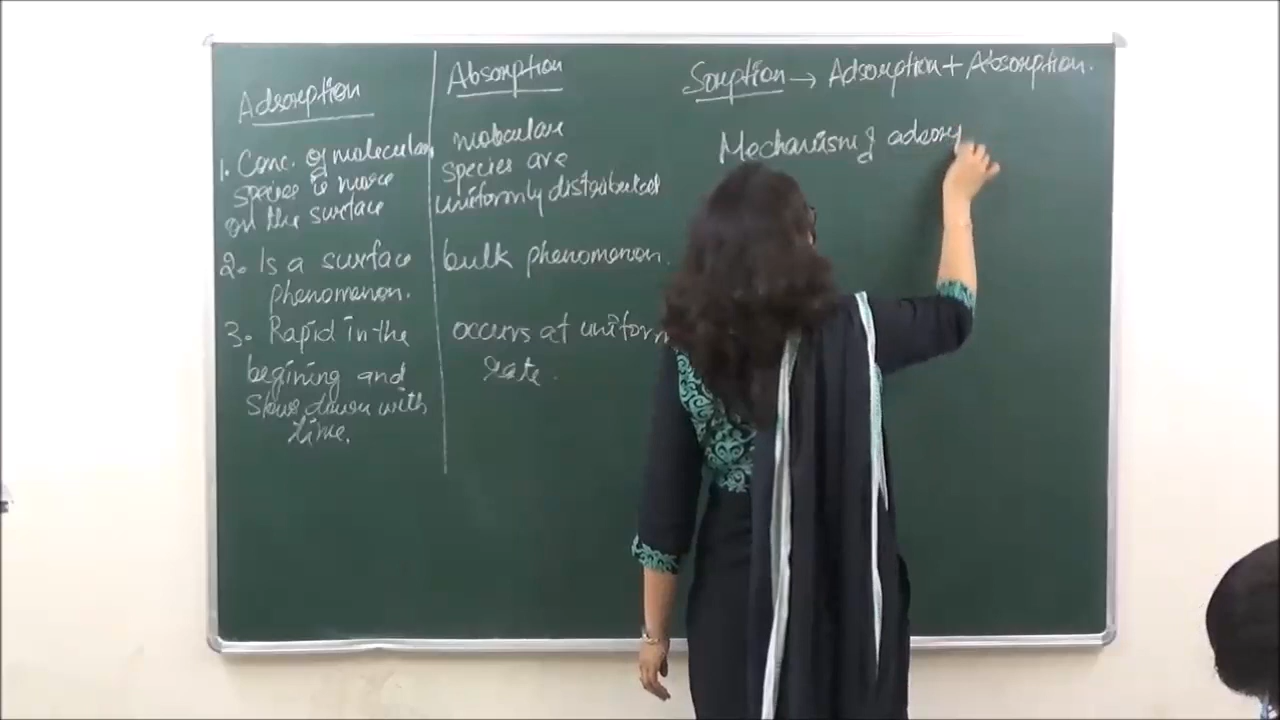 Adsorption
1. Conc. of molecular
species is more
on the surface
2. Is a surface
phenomenon.
3. Rapid in the
begining and
slows down with
time.
Absorption
molecular
species are
uniformly distributed
bulk phenomenon.
occurs at uniform
rate.
Sorption → Adsorption + Absorption.
Mechanism of adsorp